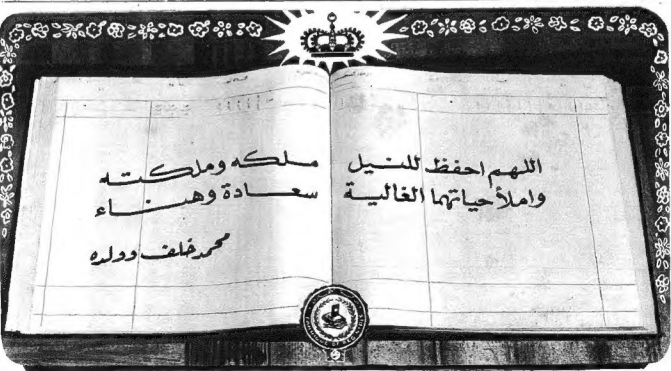 اللهم احفظ للنيل ملكه وملكته
واملأ حياتهما الغالية سعادة وهناء
محمد خلف وولده